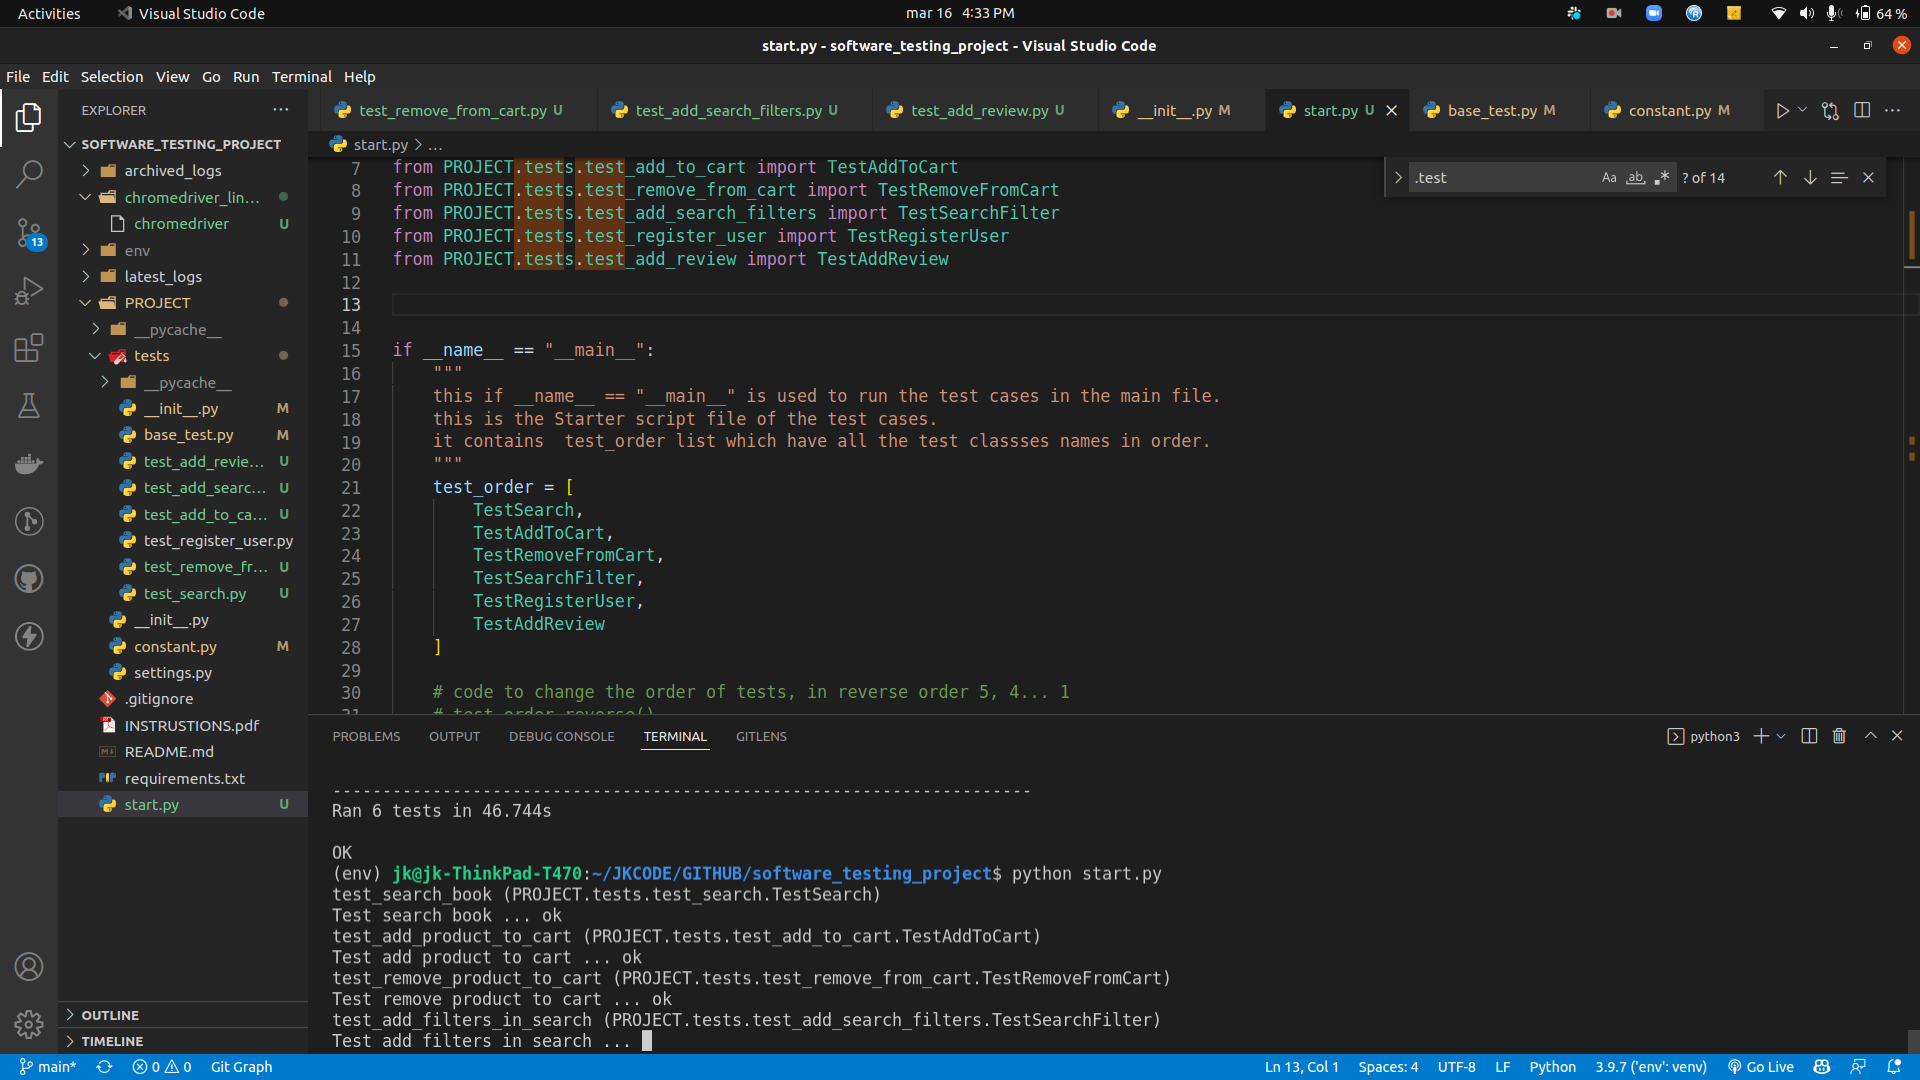 Activities Visual Studio Code mar 16 4:33 PM 64 %
start.py - software_testing_project - Visual Studio Code
File Edit Selection View Go Run Terminal Help
EXPLORER
SOFTWARE_TESTING_PROJECT
archived_logs
chromedriver_lin...
chromedriver U
env
latest_logs
PROJECT
__pycache__
tests
__pycache__
__init__.py M
base_test.py M
test_add_revie... U
test_add_searc... U
test_add_to_ca... U
test_register_user.py
test_remove_fr... U
test_search.py U
__init__.py
constant.py M
settings.py
.gitignore
INSTRUSTIONS.pdf
README.md
requirements.txt
start.py U
OUTLINE
TIMELINE
13
test_remove_from_cart.py U test_add_search_filters.py U test_add_review.py U __init__.py M start.py U base_test.py M constant.py M
start.py > ...
.test Aa ab ? of 14
7 from PROJECT.tests.test_add_to_cart import TestAddToCart
8 from PROJECT.tests.test_remove_from_cart import TestRemoveFromCart
9 from PROJECT.tests.test_add_search_filters import TestSearchFilter
10 from PROJECT.tests.test_register_user import TestRegisterUser
11 from PROJECT.tests.test_add_review import TestAddReview
12
13
14
15 if __name__ == "__main__":
16 """
17 this if __name__ == "__main__" is used to run the test cases in the main file.
18 this is the Starter script file of the test cases.
19 it contains  test_order list which have all the test classses names in order.
20 """
21 test_order = [
22 TestSearch,
23 TestAddToCart,
24 TestRemoveFromCart,
25 TestSearchFilter,
26 TestRegisterUser,
27 TestAddReview
28 ]
29
30 # code to change the order of tests, in reverse order 5, 4... 1
31 # test_order.reverse()
PROBLEMS OUTPUT DEBUG CONSOLE TERMINAL GITLENS python3
----------------------------------------------------------------------
Ran 6 tests in 46.744s
OK
(env) jk@jk-ThinkPad-T470:~/JKCODE/GITHUB/software_testing_project$ python start.py
test_search_book (PROJECT.tests.test_search.TestSearch)
Test search book ... ok
test_add_product_to_cart (PROJECT.tests.test_add_to_cart.TestAddToCart)
Test add product to cart ... ok
test_remove_product_to_cart (PROJECT.tests.test_remove_from_cart.TestRemoveFromCart)
Test remove product to cart ... ok
test_add_filters_in_search (PROJECT.tests.test_add_search_filters.TestSearchFilter)
Test add filters in search ...
main* 0 0 Git Graph Ln 13, Col 1 Spaces: 4 UTF-8 LF Python 3.9.7 ('env': venv) Go Live